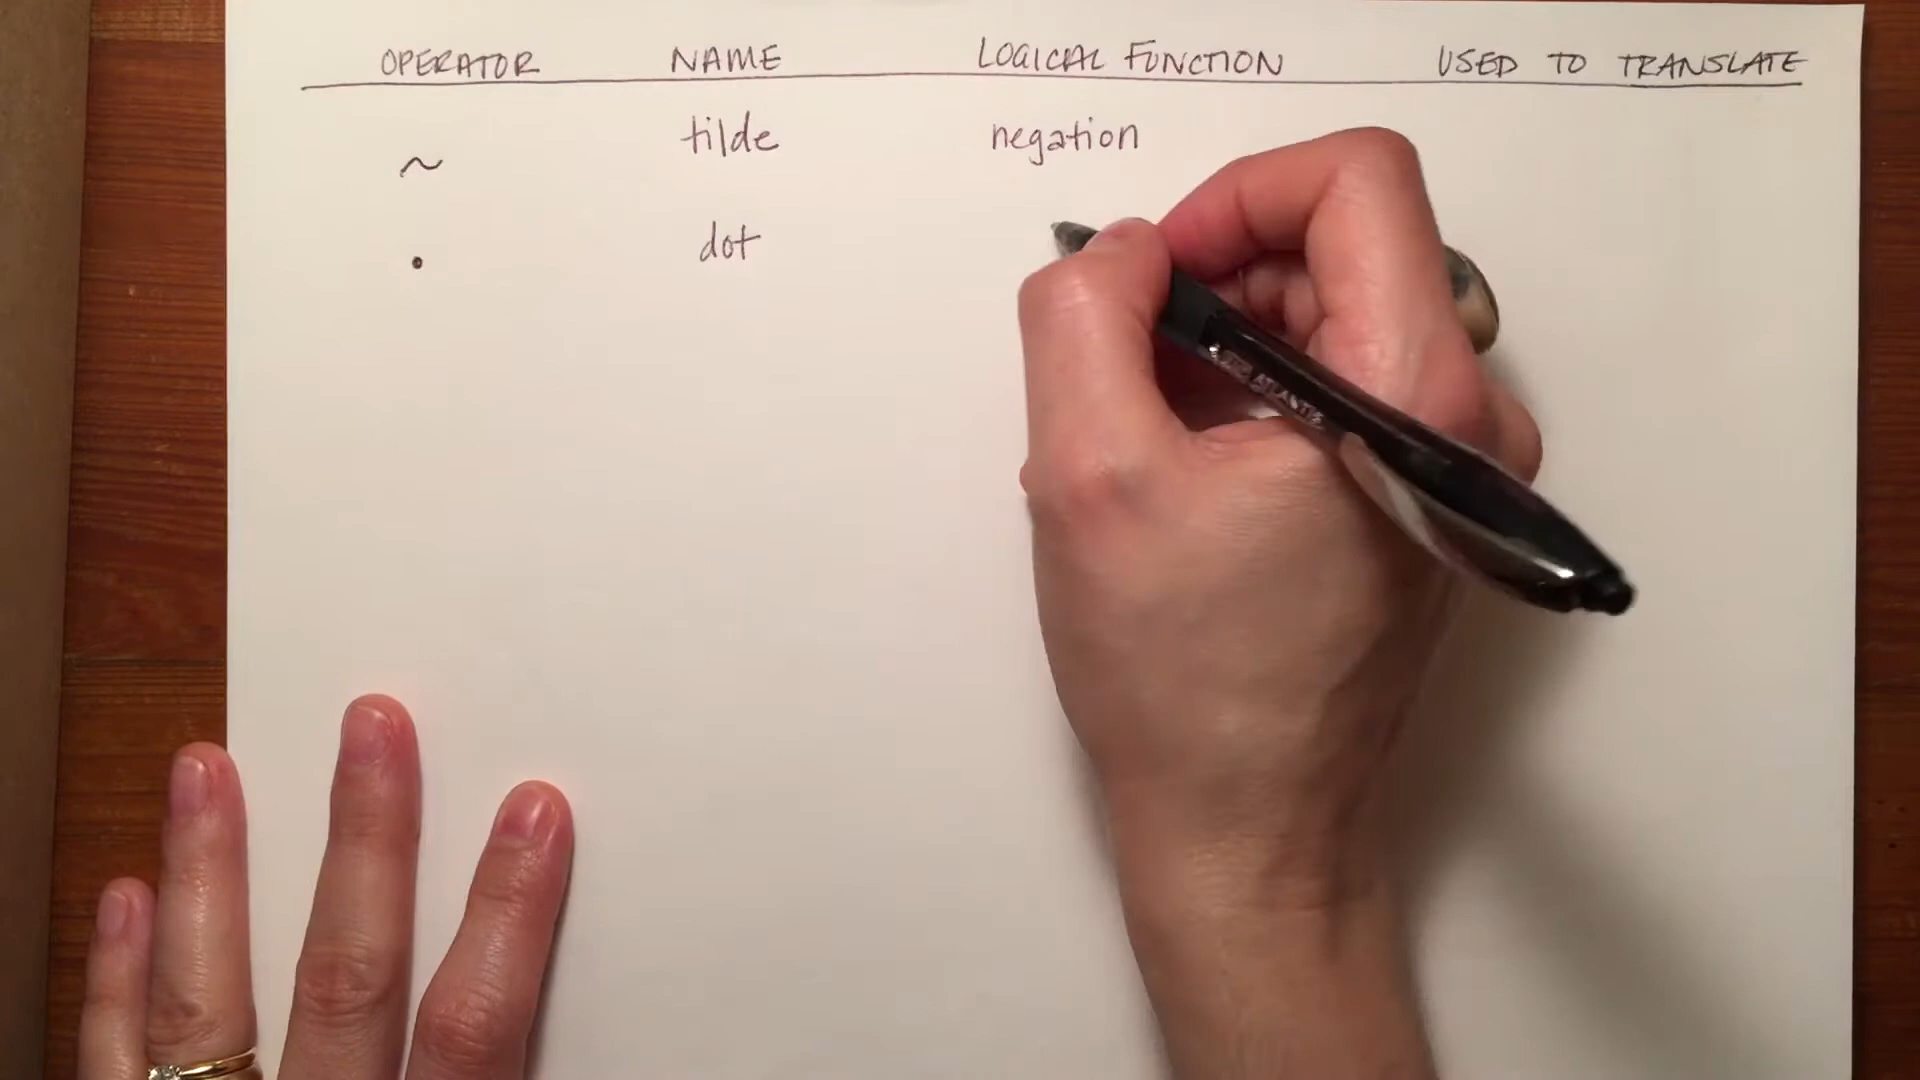 OPERATOR NAME LOGICAL FUNCTION USED TO TRANSLATE
~ tilde negation
• dot